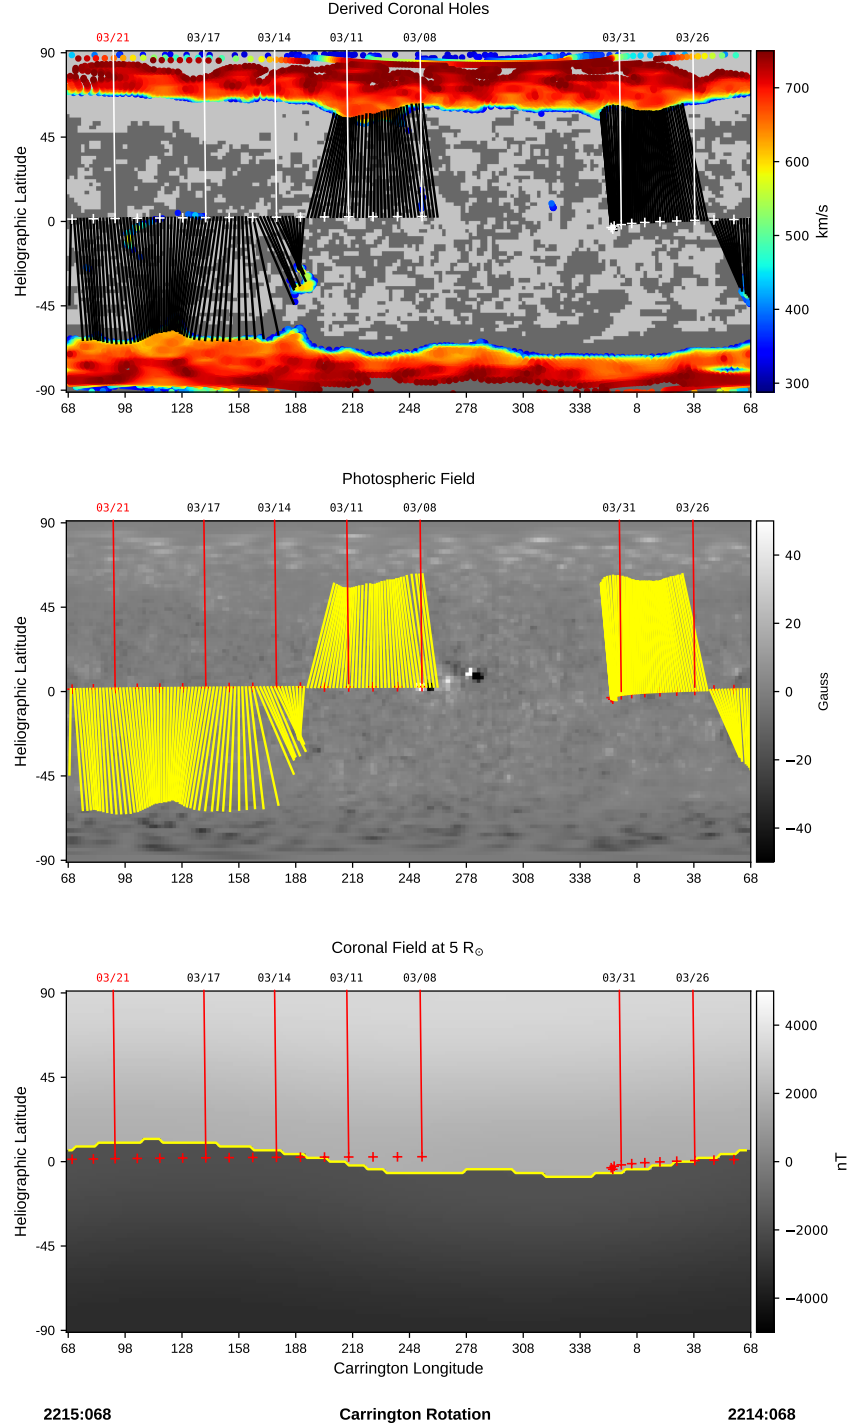 Derived Coronal Holes
03/21 03/17 03/14 03/11 03/08 03/31 03/26
90
45
0
-45
-90
Heliographic Latitude
68 98 128 158 188 218 248 278 308 338 8 38 68
700
600
500
400
300
km/s
Photospheric Field
03/21 03/17 03/14 03/11 03/08 03/31 03/26
90
45
0
-45
-90
Heliographic Latitude
68 98 128 158 188 218 248 278 308 338 8 38 68
40
20
0
−20
−40
Gauss
Coronal Field at 5 R☉
03/21 03/17 03/14 03/11 03/08 03/31 03/26
90
45
0
-45
-90
Heliographic Latitude
68 98 128 158 188 218 248 278 308 338 8 38 68
4000
2000
0
−2000
−4000
nT
Carrington Longitude
2215:068 Carrington Rotation 2214:068